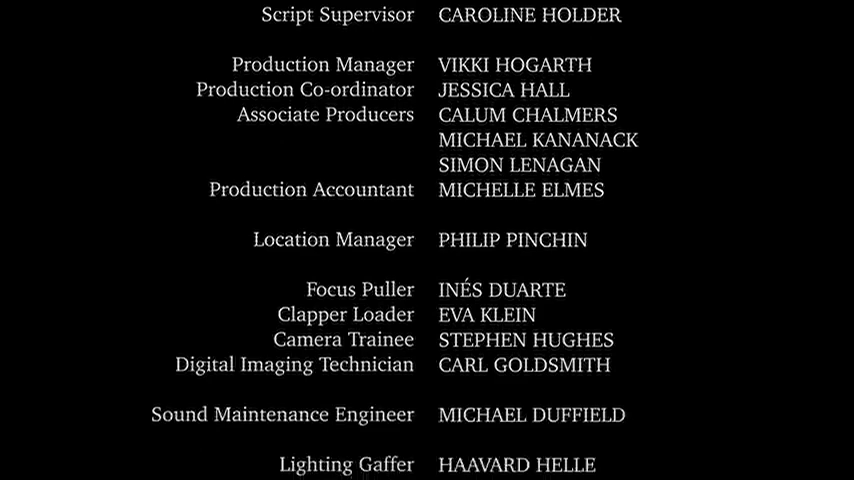 Script Supervisor CAROLINE HOLDER
Production Manager VIKKI HOGARTH
Production Co-ordinator JESSICA HALL
Associate Producers CALUM CHALMERS
MICHAEL KANANACK
SIMON LENAGAN
Production Accountant MICHELLE ELMES
Location Manager PHILIP PINCHIN
Focus Puller INÉS DUARTE
Clapper Loader EVA KLEIN
Camera Trainee STEPHEN HUGHES
Digital Imaging Technician CARL GOLDSMITH
Sound Maintenance Engineer MICHAEL DUFFIELD
Lighting Gaffer HAAVARD HELLE